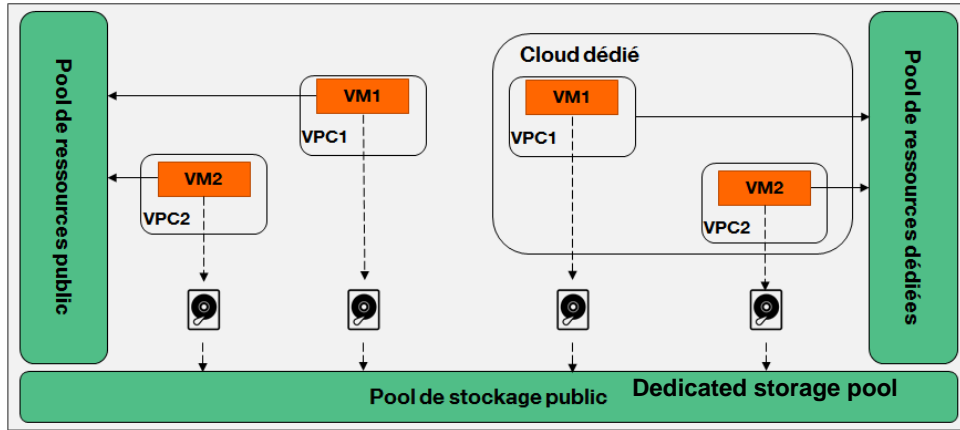 Pool de ressources public
Cloud dédié
VM1
VPC1
VM1
VPC1
VM2
VPC2
VM2
VPC2
Pool de ressources dédiées
Pool de stockage public
Dedicated storage pool